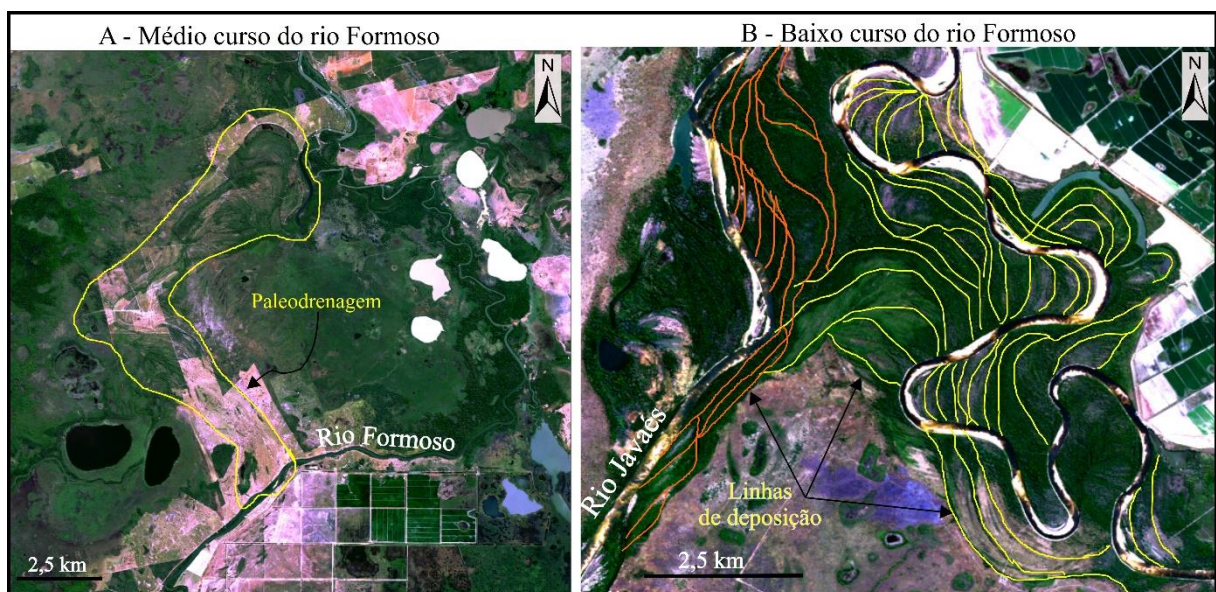 A - Médio curso do rio Formoso
N
Paleodrenagem
Rio Formoso
2,5 km
B - Baixo curso do rio Formoso
N
Rio Javaés
Linhas
de deposição
2,5 km